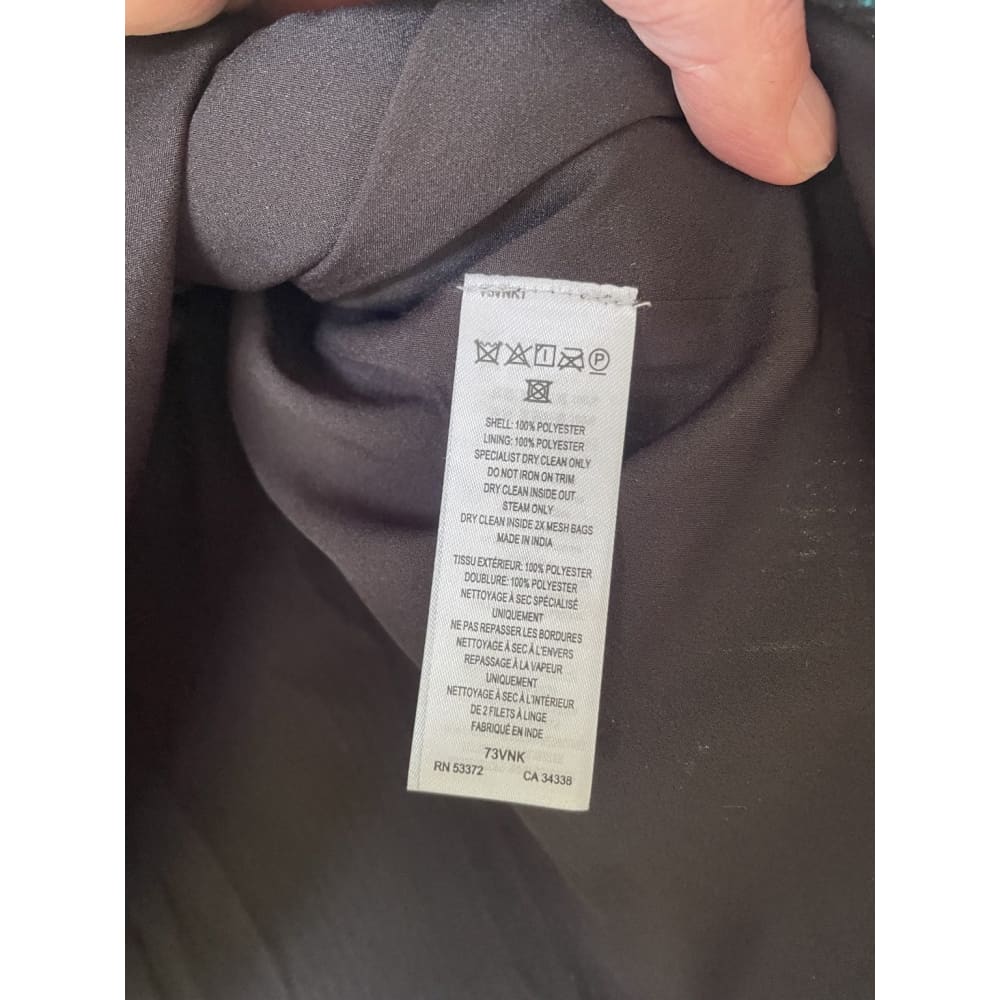 P
SHELL: 100% POLYESTER
LINING: 100% POLYESTER
SPECIALIST DRY CLEAN ONLY
DO NOT IRON ON TRIM
DRY CLEAN INSIDE OUT
STEAM ONLY
DRY CLEAN INSIDE 2X MESH BAGS
MADE IN INDIA
TISSU EXTÉRIEUR: 100% POLYESTER
DOUBLURE: 100% POLYESTER
NETTOYAGE À SEC SPÉCIALISÉ
UNIQUEMENT
NE PAS REPASSER LES BORDURES
NETTOYAGE À SEC À L'ENVERS
REPASSAGE À LA VAPEUR
UNIQUEMENT
NETTOYAGE À SEC À L'INTÉRIEUR
DE 2 FILETS À LINGE
FABRIQUÉ EN INDE
73VNK
RN 53372 CA 34338